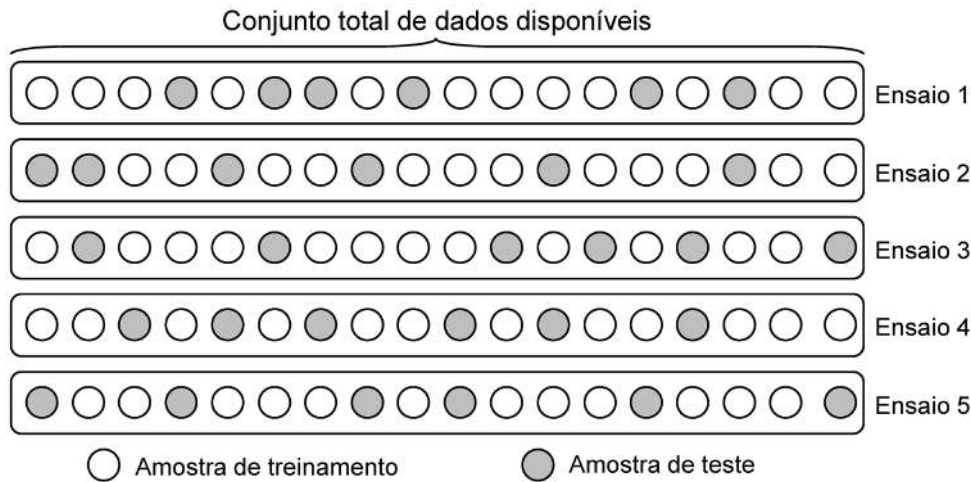 Conjunto total de dados disponíveis
Ensaio 1
Ensaio 2
Ensaio 3
Ensaio 4
Ensaio 5
Amostra de treinamento
Amostra de teste